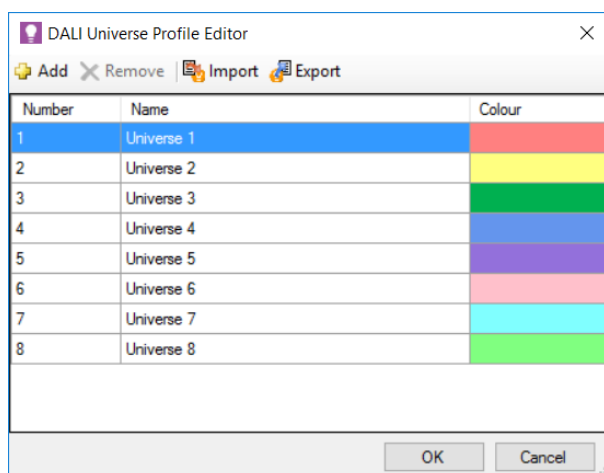 DALI Universe Profile Editor
Add Remove Import Export
Number Name Colour
1 Universe 1
2 Universe 2
3 Universe 3
4 Universe 4
5 Universe 5
6 Universe 6
7 Universe 7
8 Universe 8
OK Cancel